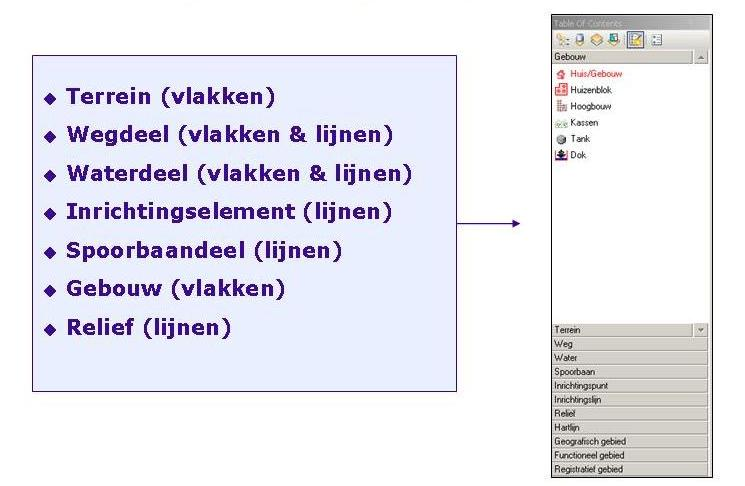 Terrein (vlakken)
Wegdeel (vlakken & lijnen)
Waterdeel (vlakken & lijnen)
Inrichtingselement (lijnen)
Spoorbaandeel (lijnen)
Gebouw (vlakken)
Relief (lijnen)
Table Of Contents
Gebouw
Huis/Gebouw
Huizenblok
Hoogbouw
Kassen
Tank
Dok
Terrein
Weg
Water
Spoorbaan
Inrichtingspunt
Inrichtingslijn
Reliëf
Hartlijn
Geografisch gebied
Functioneel gebied
Registratief gebied